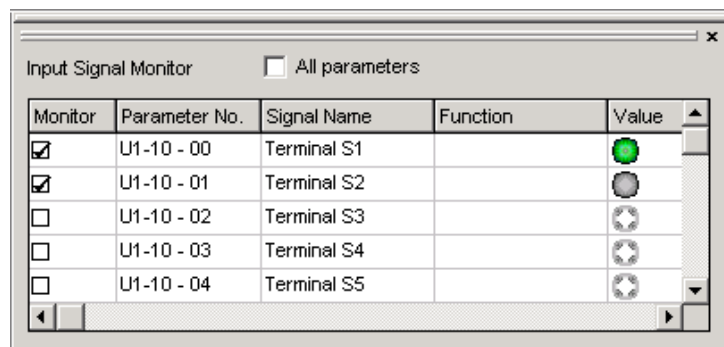 Input Signal Monitor All parameters
Monitor Parameter No. Signal Name Function Value
U1-10 - 00 Terminal S1
U1-10 - 01 Terminal S2
U1-10 - 02 Terminal S3
U1-10 - 03 Terminal S4
U1-10 - 04 Terminal S5